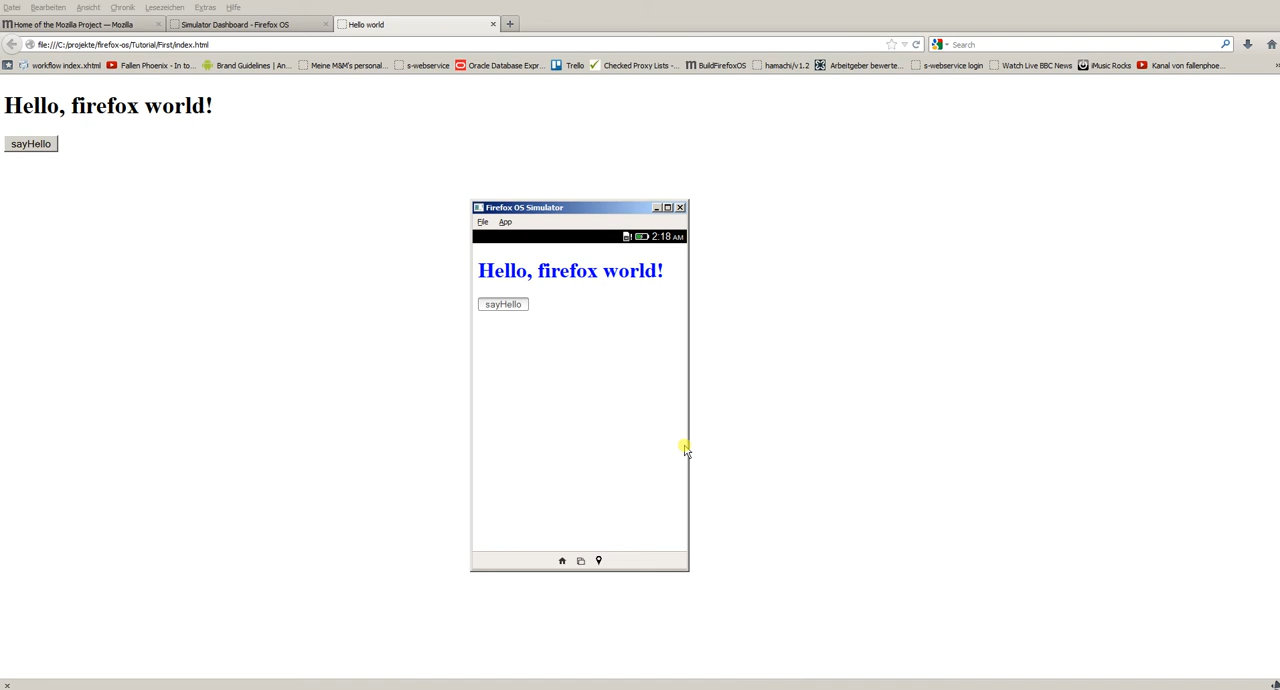 Datei Bearbeiten Ansicht Chronik Lesezeichen Extras Hilfe
Home of the Mozilla Project — Mozilla Simulator Dashboard - Firefox OS Hello world
file:///C:/projekte/firefox-os/Tutorial/First/index.html Search
workflow index.xhtml Fallen Phoenix - In to... Brand Guidelines | An... Meine M&M's personal... s-webservice Oracle Database Expr... Trello Checked Proxy Lists -... BuildFirefoxOS hamachi/v1.2 Arbeitgeber bewerte... s-webservice login Watch Live BBC News iMusic Rocks Kanal von fallenphoe...
Hello, firefox world!
sayHello
Firefox OS Simulator
File App
2:18 AM
Hello, firefox world!
sayHello